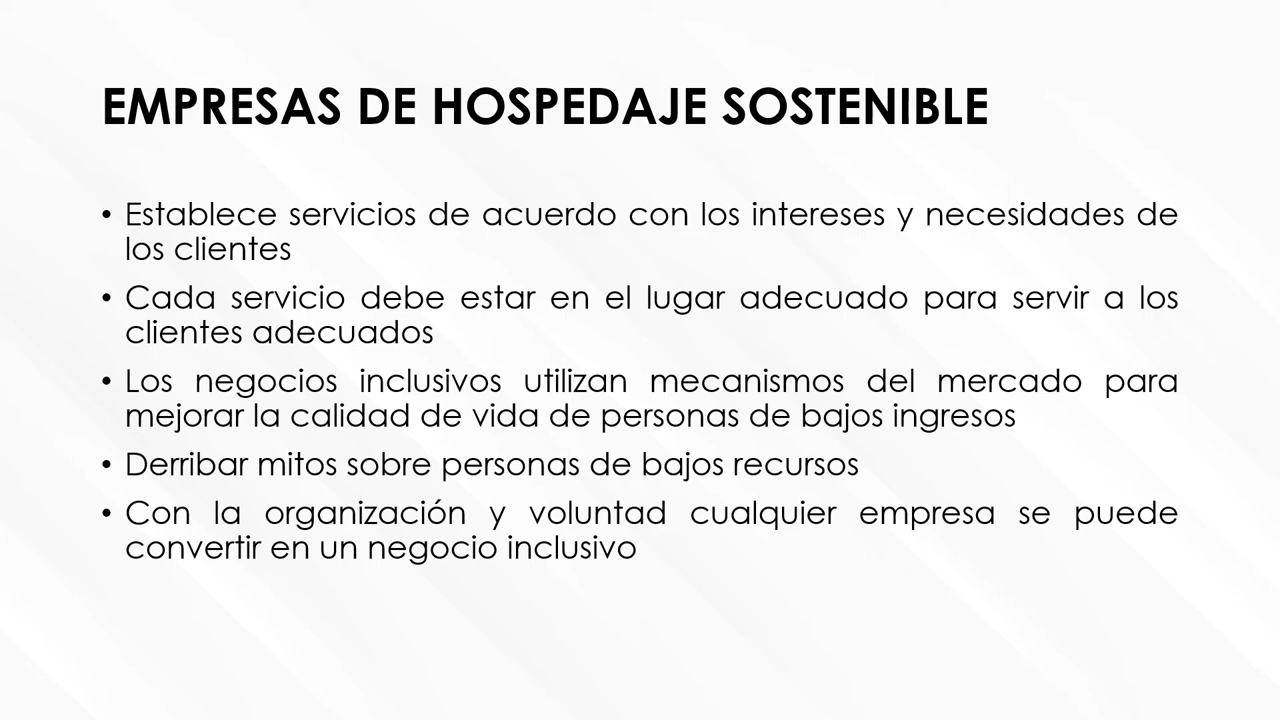 EMPRESAS DE HOSPEDAJE SOSTENIBLE
• Establece servicios de acuerdo con los intereses y necesidades de
los clientes
• Cada servicio debe estar en el lugar adecuado para servir a los
clientes adecuados
• Los negocios inclusivos utilizan mecanismos del mercado para
mejorar la calidad de vida de personas de bajos ingresos
• Derribar mitos sobre personas de bajos recursos
• Con la organización y voluntad cualquier empresa se puede
convertir en un negocio inclusivo